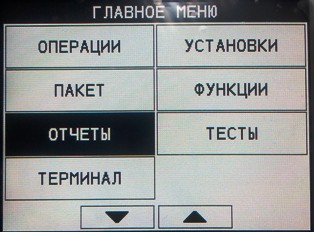 ГЛАВНОЕ МЕНЮ
ОПЕРАЦИИ УСТАНОВКИ
ПАКЕТ ФУНКЦИИ
ОТЧЕТЫ ТЕСТЫ
ТЕРМИНАЛ